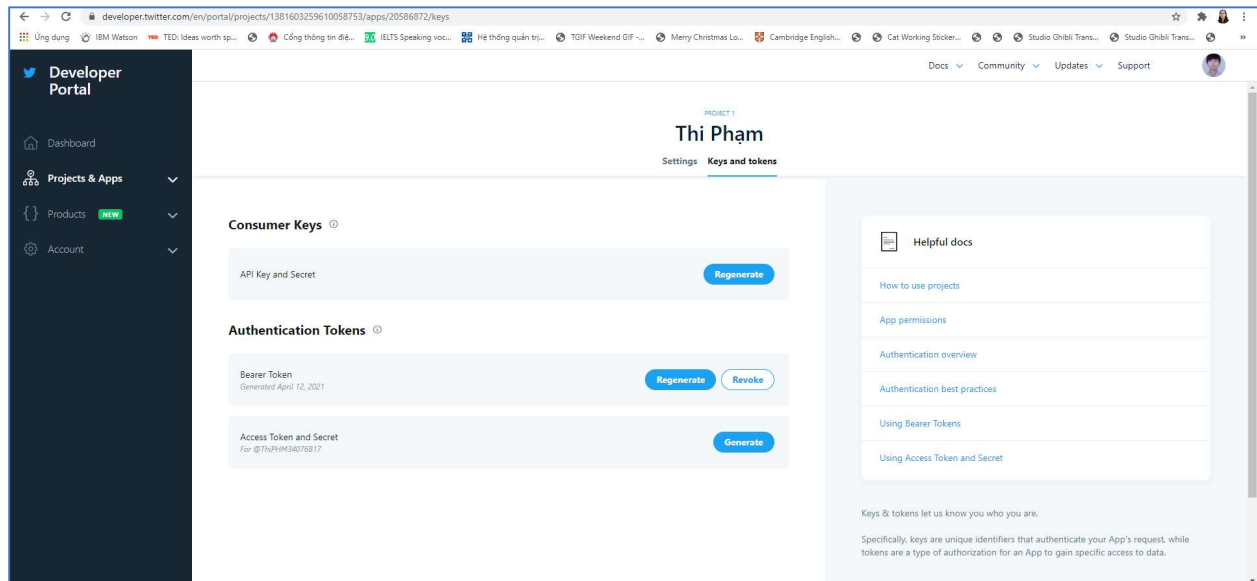 developer.twitter.com/en/portal/projects/1381603259610058753/apps/20586872/keys
Ứng dụng IBM Watson TED TED: Ideas worth sp... Cổng thông tin điệ... 9.0 IELTS Speaking voc... Hệ thống quản trị... TGIF Weekend GIF -... Merry Christmas Lo... Cambridge English... Cat Working Sticker... Studio Ghibli Trans... Studio Ghibli Trans... »
Developer
Portal
Docs Community Updates Support
Dashboard
Projects & Apps
Products NEW
Account
PROJECT 1
Thi Phạm
Settings Keys and tokens
Consumer Keys
API Key and Secret Regenerate
Authentication Tokens
Bearer Token
Generated April 12, 2021
Regenerate Revoke
Access Token and Secret
For @ThiPHM34076817
Generate
Helpful docs
How to use projects
App permissions
Authentication overview
Authentication best practices
Using Bearer Tokens
Using Access Token and Secret
Keys & tokens let us know you who you are.
Specifically, keys are unique identifiers that authenticate your App's request, while
tokens are a type of authorization for an App to gain specific access to data.